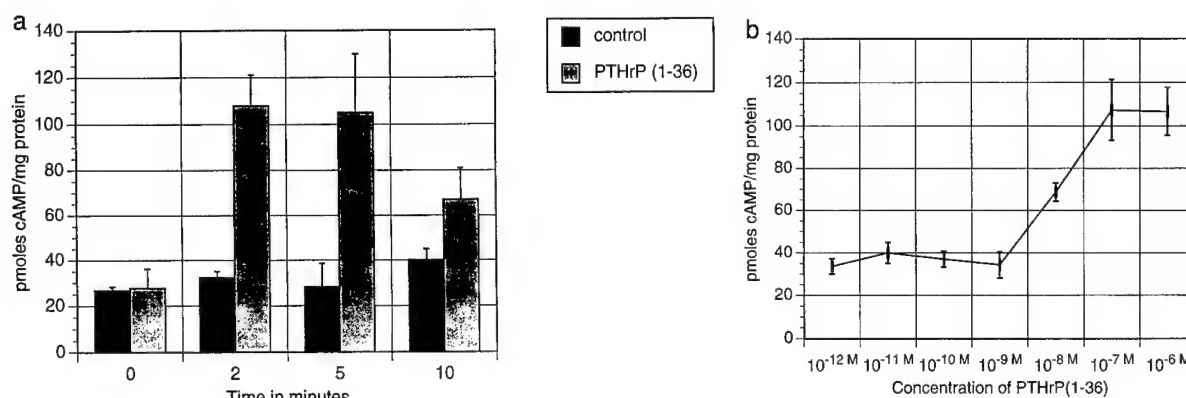 a
140
120
100
80
60
40
20
0
pmoles cAMP/mg protein
0 2 5 10
Time in minutes
control
PTHrP (1-36)
b
140
120
100
80
60
40
20
0
pmoles cAMP/mg protein
10-12 M 10-11 M 10-10 M 10-9 M 10-8 M 10-7 M 10-6 M
Concentration of PTHrP(1-36)